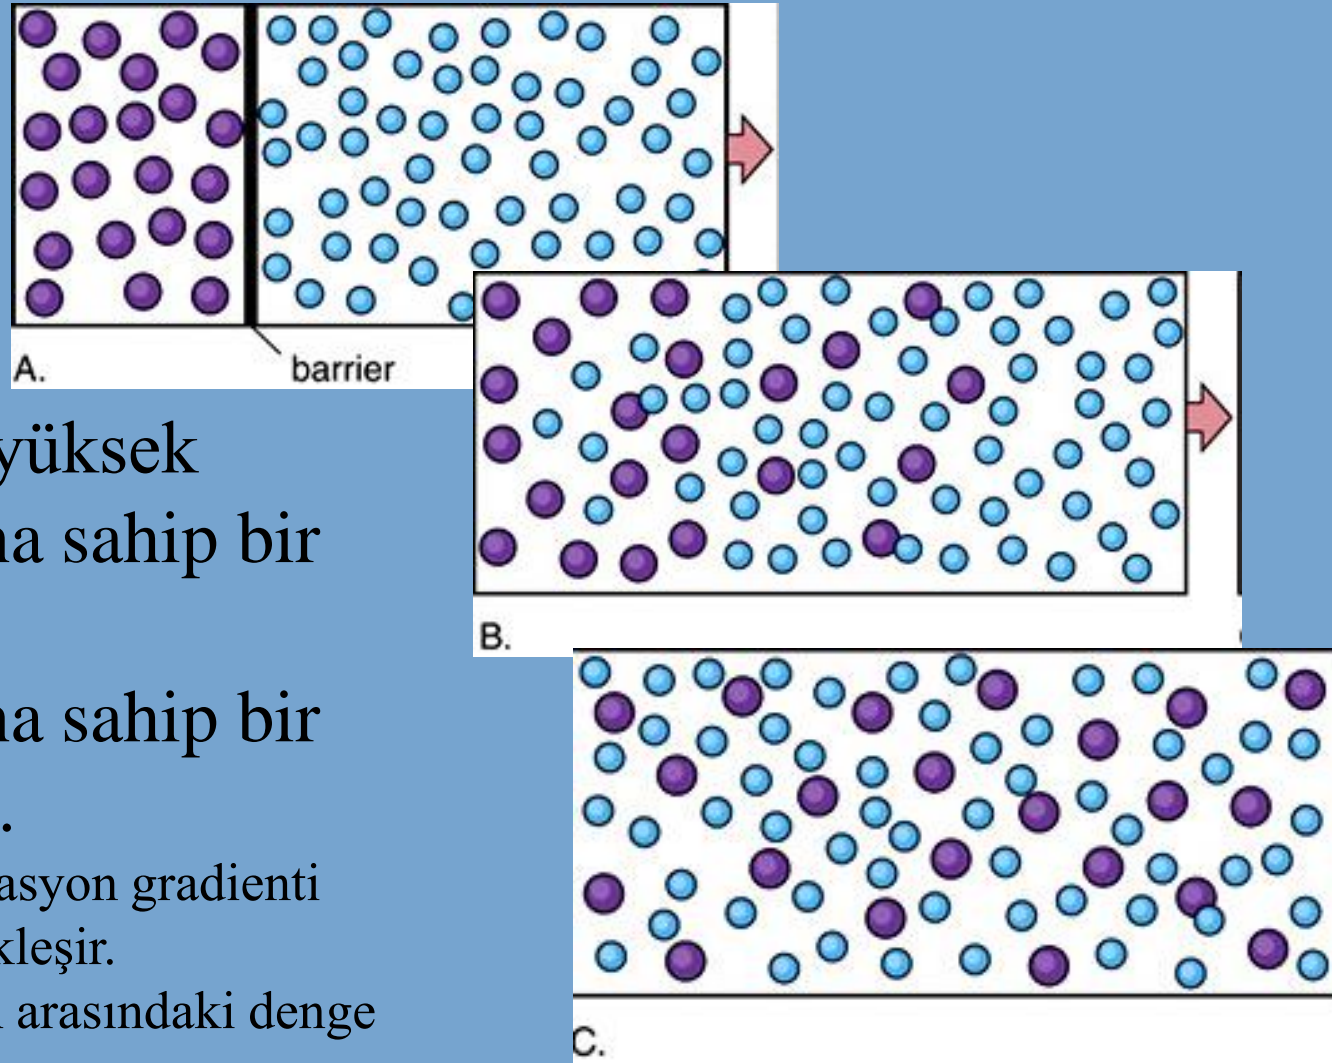 A.
barrier
yüksek
na sahip bir
B.
na sahip bir
.
asyon gradienti
kleşir.
arasındaki denge
C.